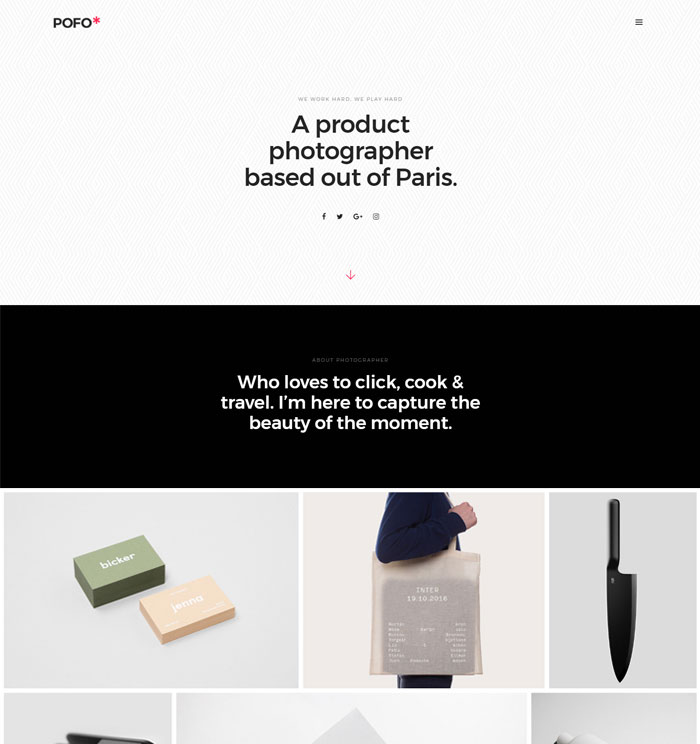 POFO*
WE WORK HARD, WE PLAY HARD
A product
photographer
based out of Paris.
G+
ABOUT PHOTOGRAPHER
Who loves to click, cook &
travel. I’m here to capture the
beauty of the moment.
bicker
jenna
INTER
19.10.2016